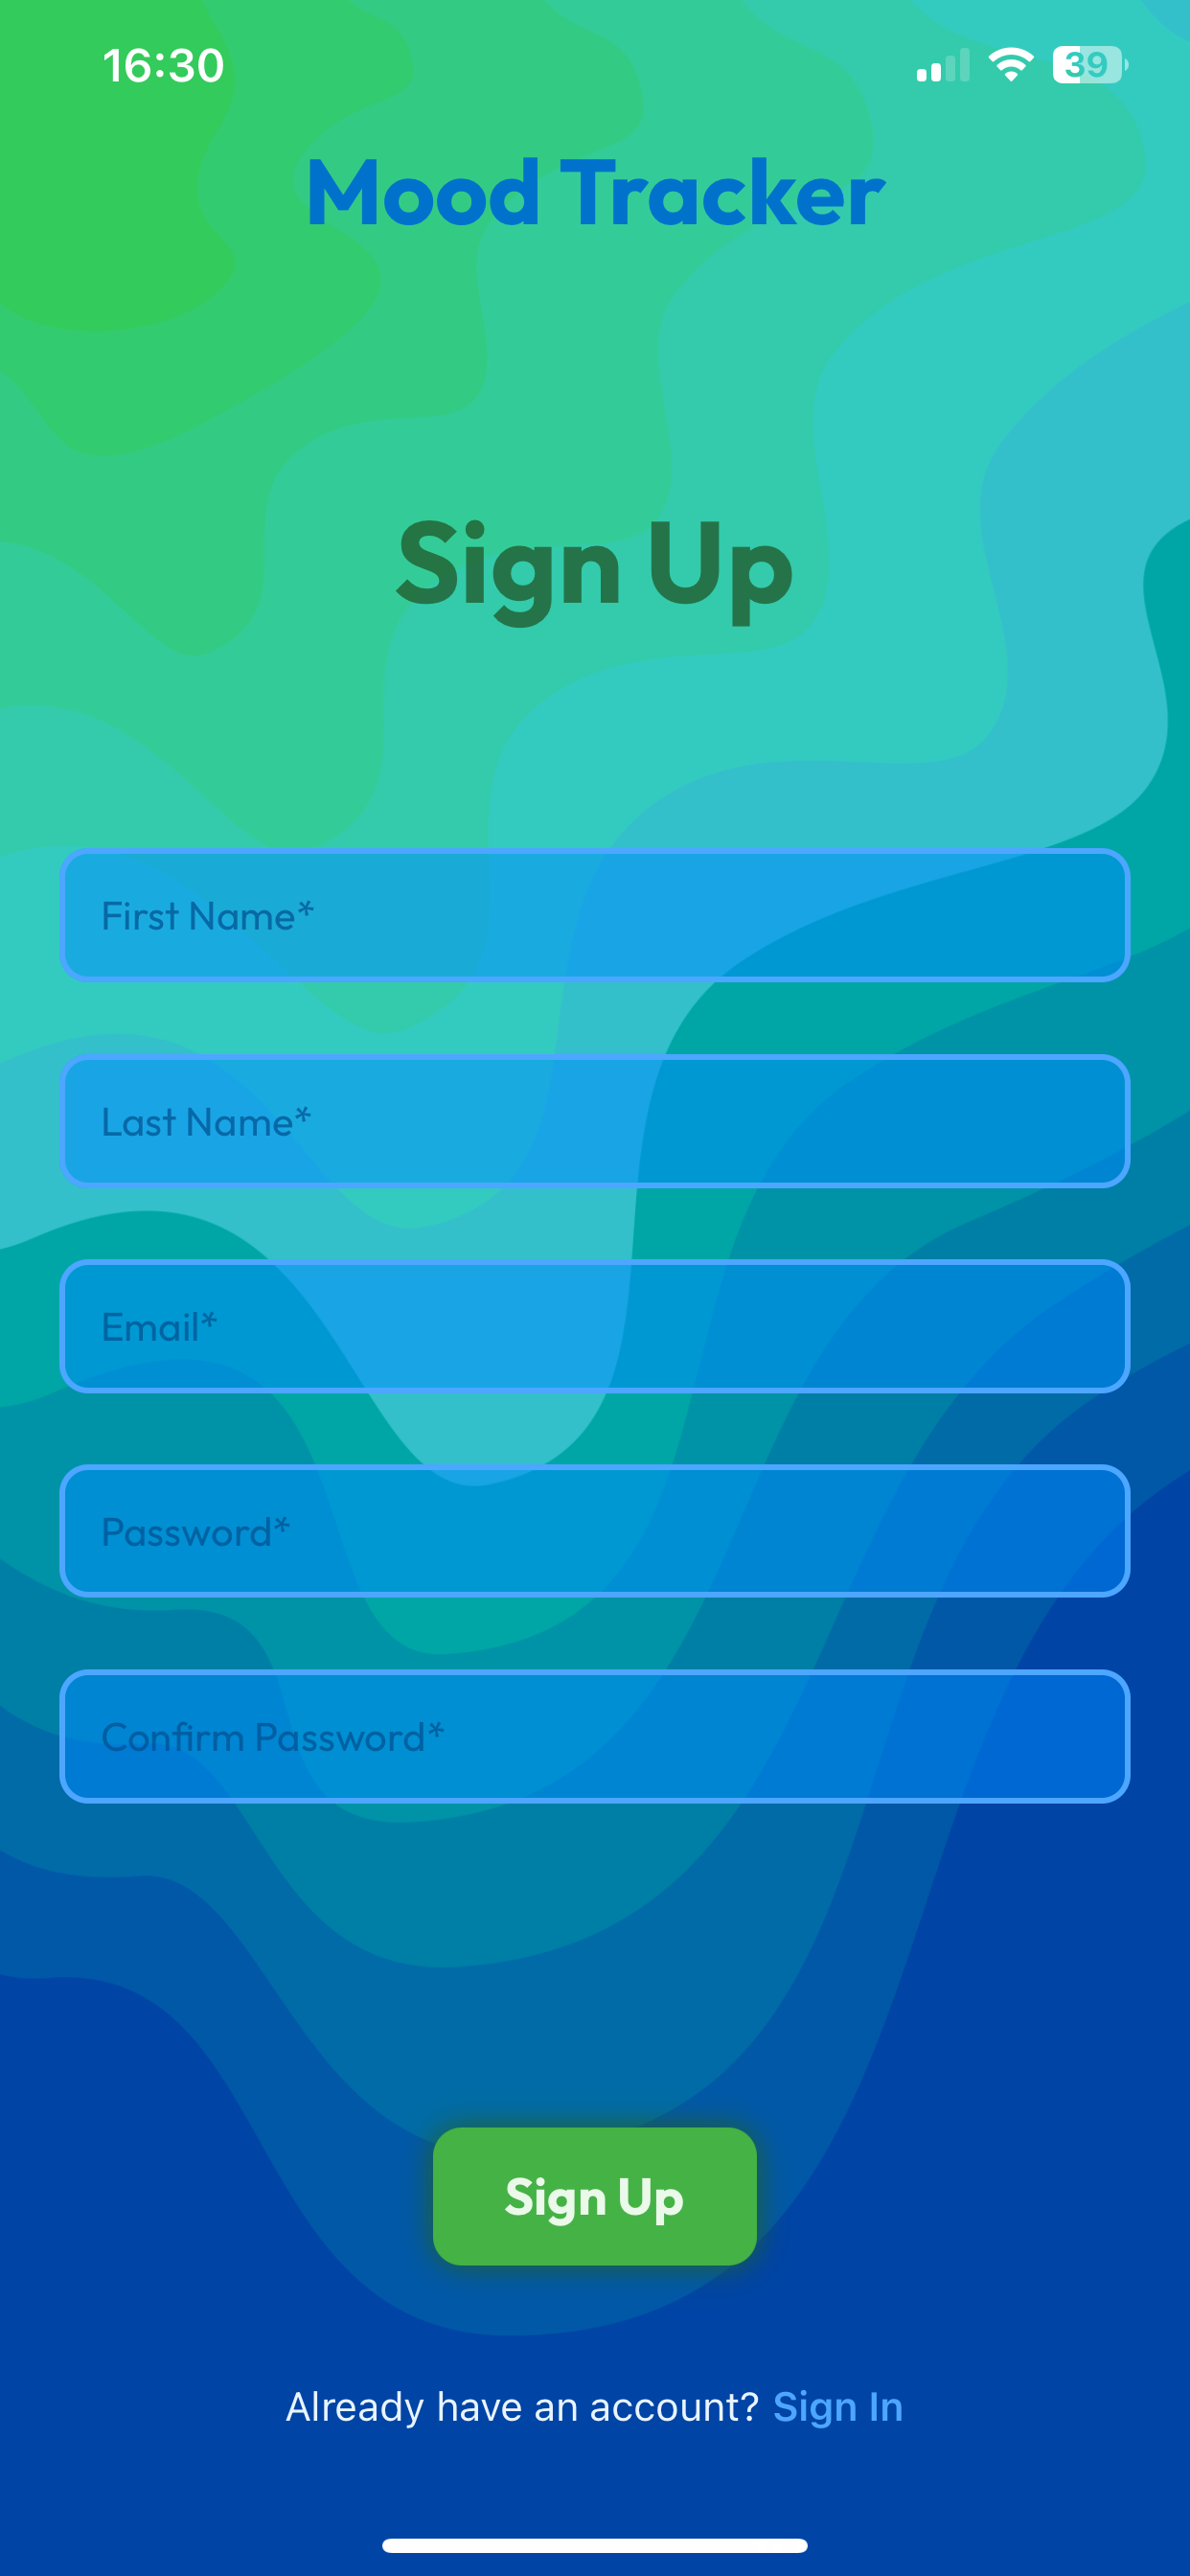 16:30
39
Mood Tracker
Sign Up
First Name*
Last Name*
Email*
Password*
Confirm Password*
Sign Up
Already have an account? Sign In